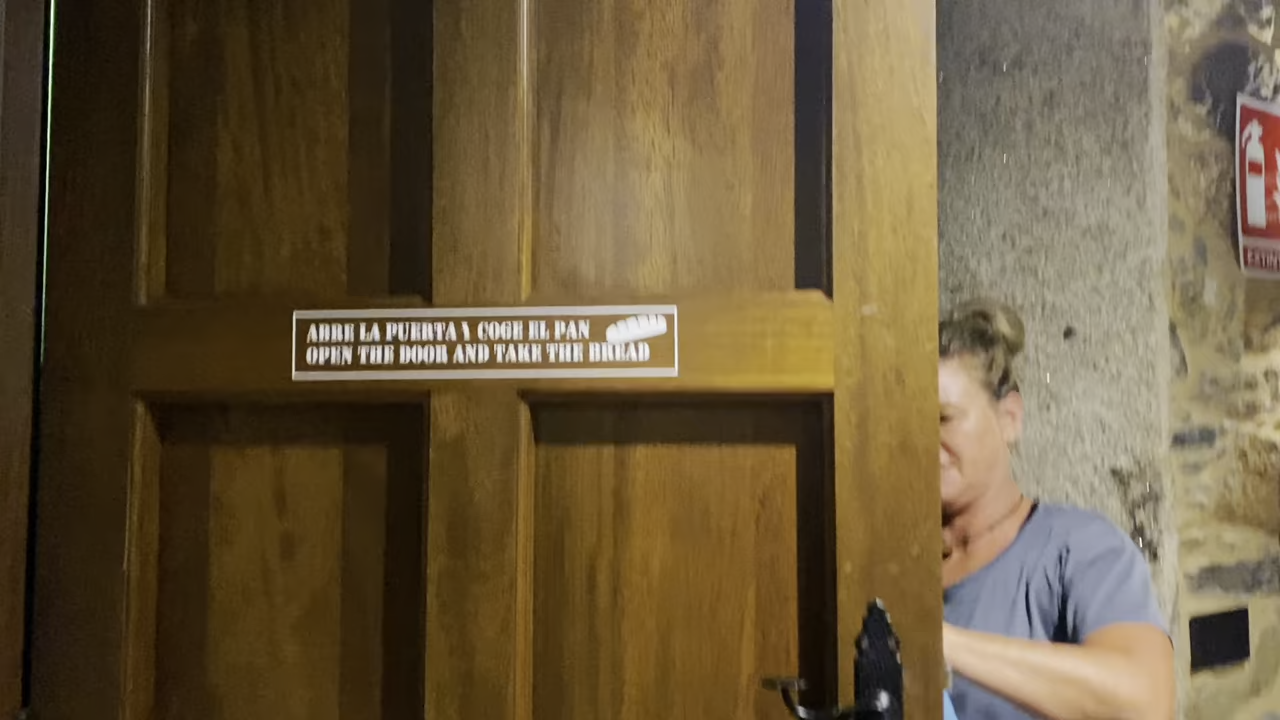 ABRE LA PUERTA Y COGE EL PAN
OPEN THE DOOR AND TAKE THE BREAD